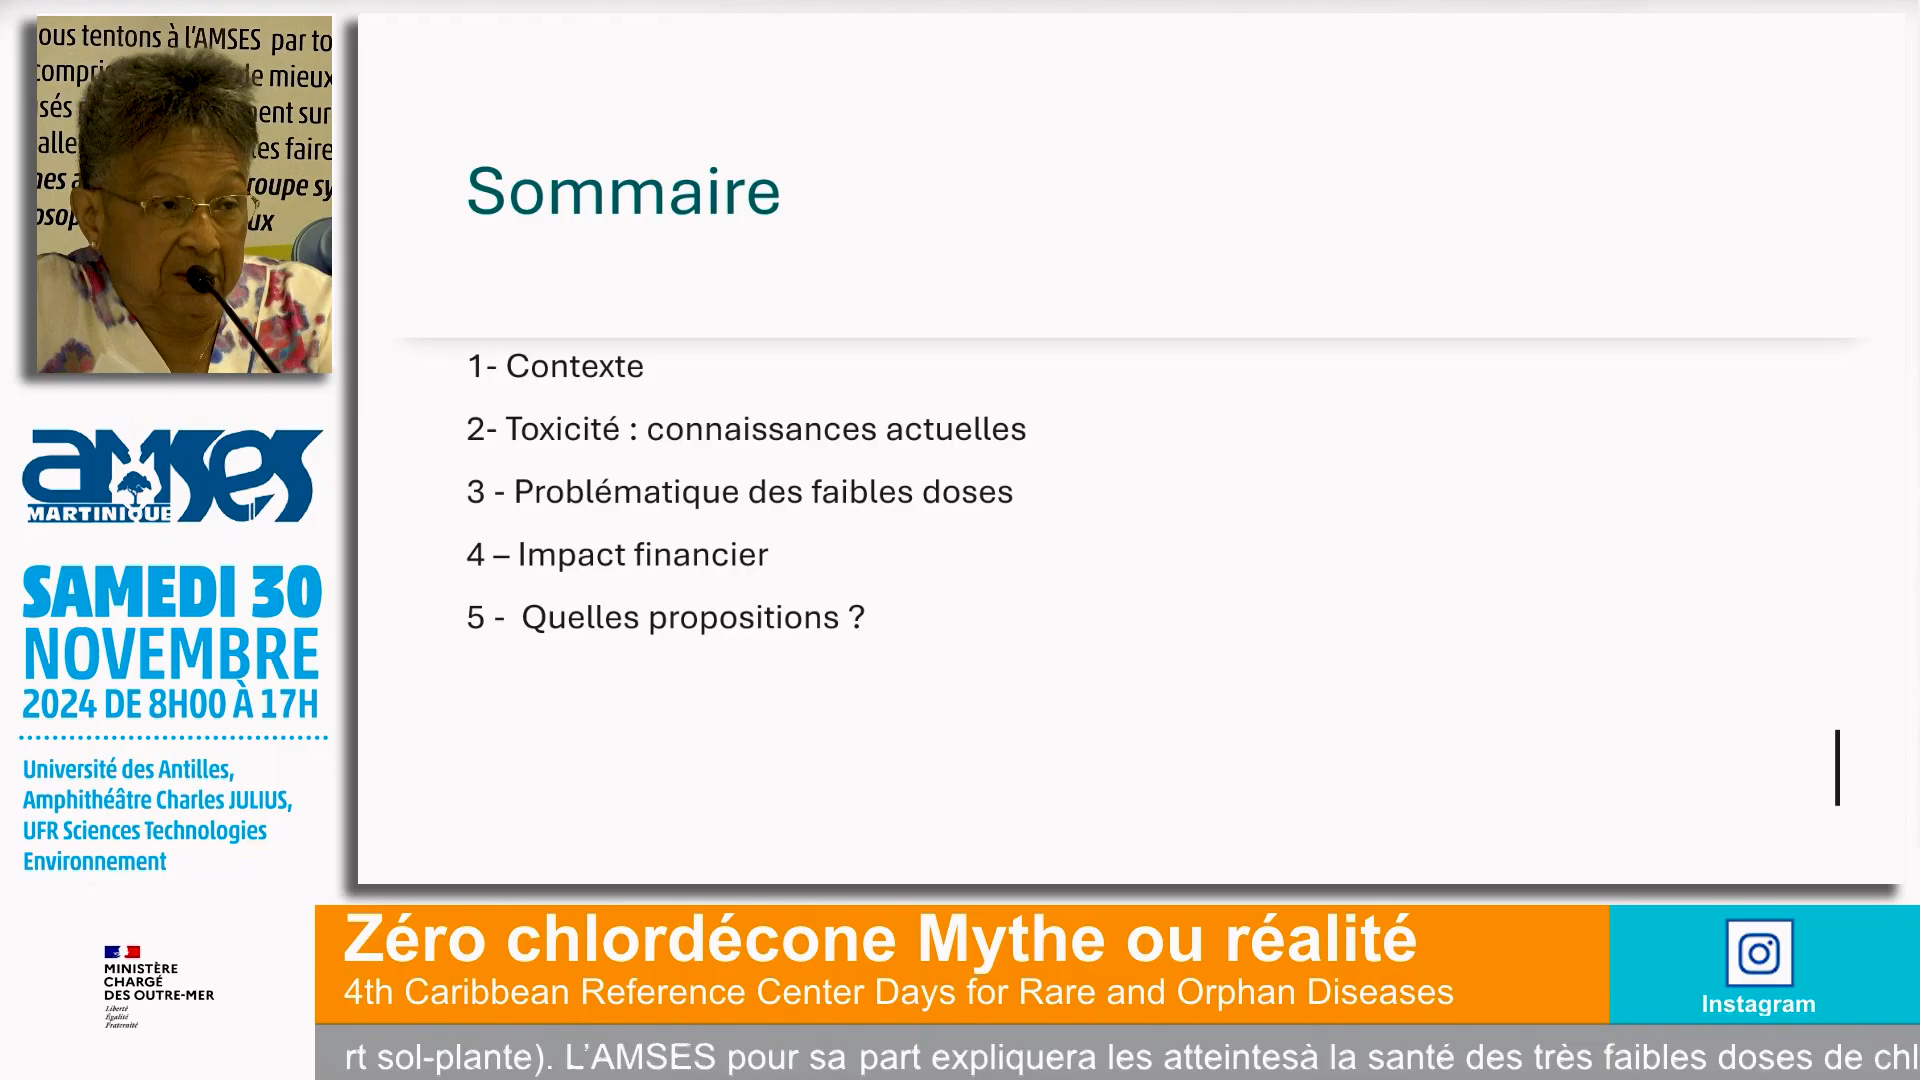 ous tentons à l'AMSES par to
de mieux
sés
ent sur
alle
es faire
roupe sy
Sommaire
1- Contexte
2- Toxicité : connaissances actuelles
3 - Problématique des faibles doses
4 – Impact financier
5 - Quelles propositions ?
amses
MARTINIQUE
SAMEDI 30
NOVEMBRE
2024 DE 8H00 À 17H
Université des Antilles,
Amphithéâtre Charles JULIUS,
UFR Sciences Technologies
Environnement
MINISTÈRE
CHARGÉ
DES OUTRE-MER
Liberté
Égalité
Fraternité
Zéro chlordécone Mythe ou réalité
4th Caribbean Reference Center Days for Rare and Orphan Diseases
Instagram
rt sol-plante). L'AMSES pour sa part expliquera les atteintesà la santé des très faibles doses de chl